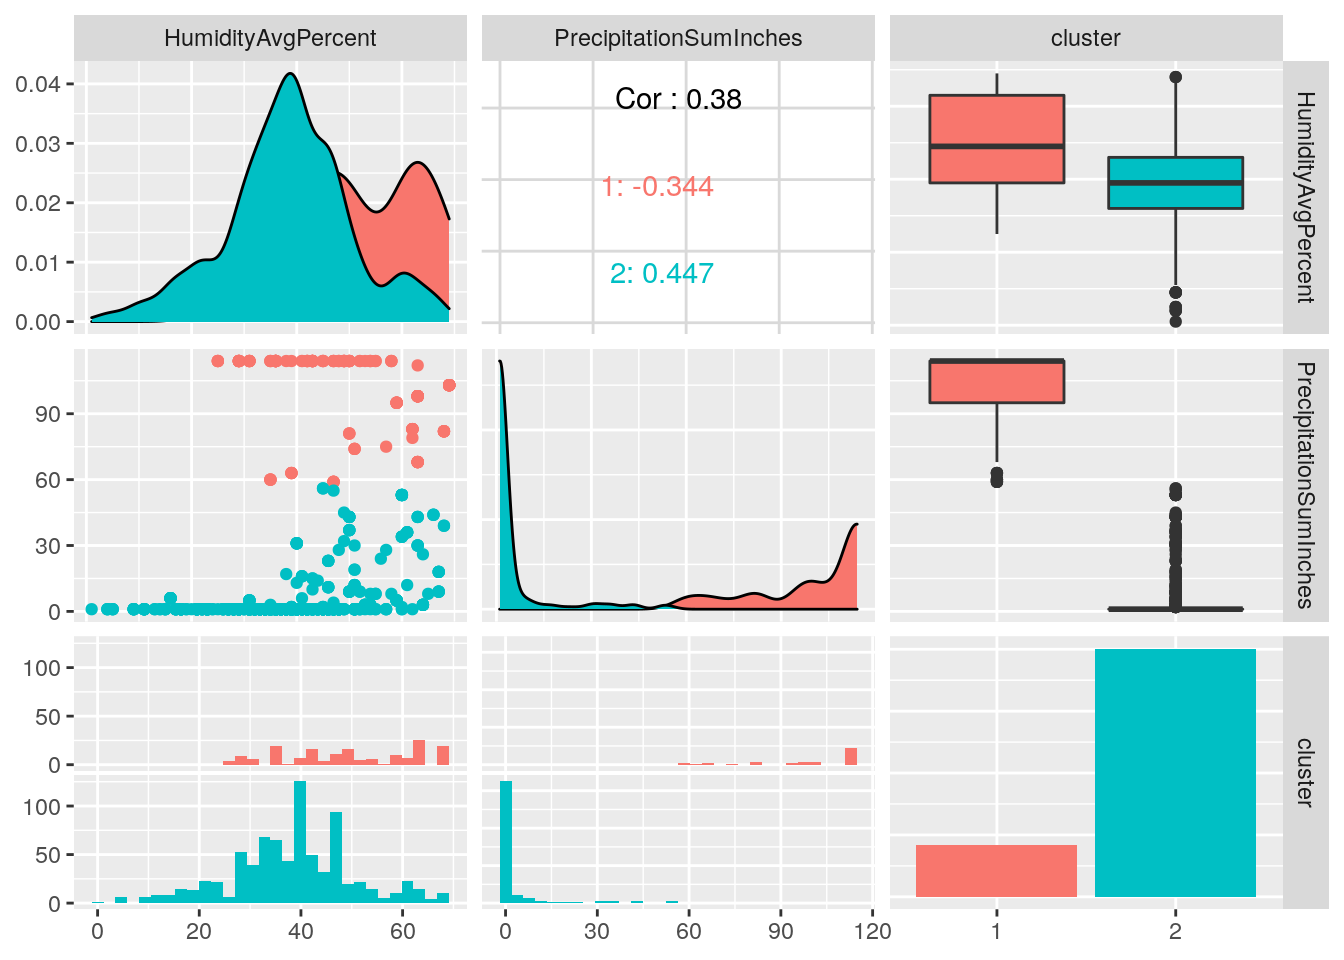 HumidityAvgPercent
PrecipitationSumInches
cluster
0.04
0.03
0.02
0.01
0.00
Cor : 0.38
1: -0.344
2: 0.447
HumidityAvgPercent
90
60
30
0
PrecipitationSumInches
100
50
0
100
50
0
cluster
0 20 40 60
0 30 60 90 120
1 2